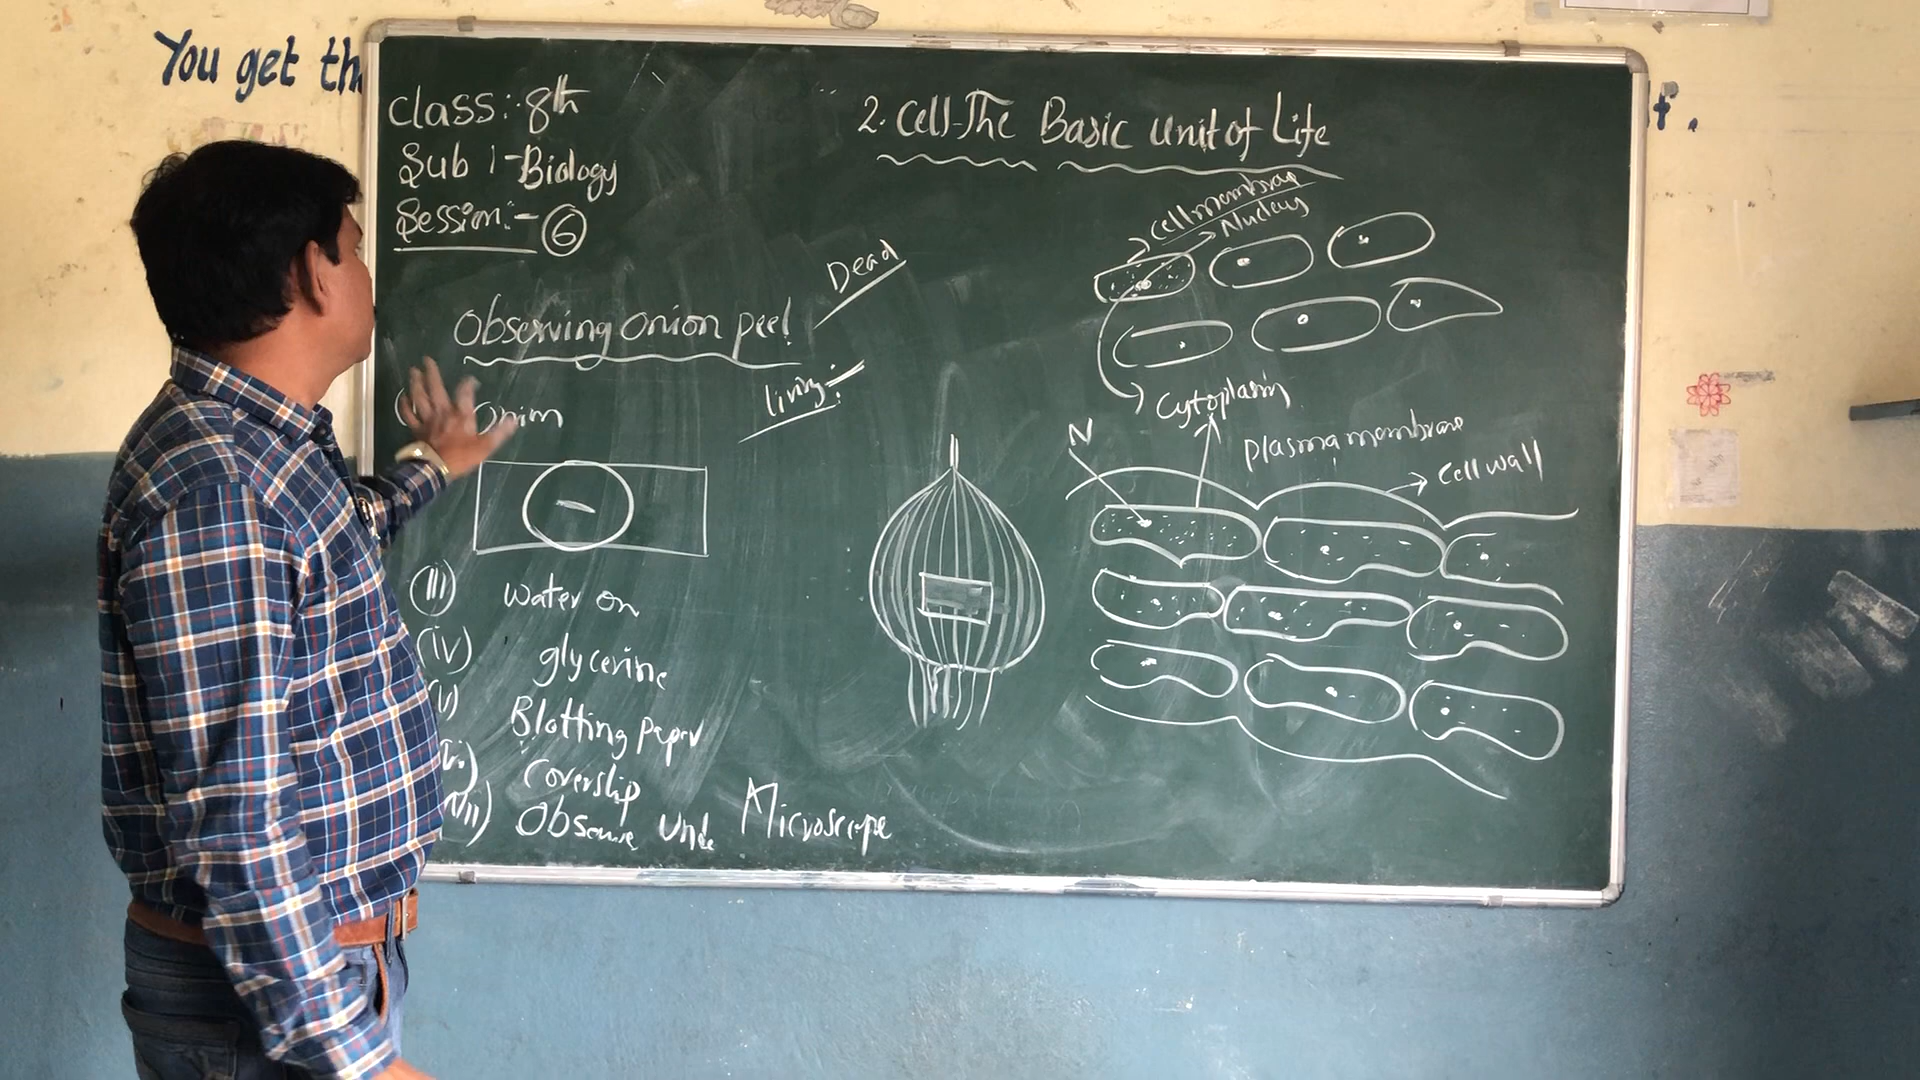 You get th
t.
Class:- 8th
Sub :- Biology
Session:- 6
2. Cell-The Basic Unit of Life
Observing Onion peel
Dead
living:
Onion
(III) water on
(iv) glycerine
(v) Blotting paper
Coverslip
(vii) Observe Unde Microscope
Cell membrane
Nucleus
Cytoplasm
N
Plasma membrane
Cell wall